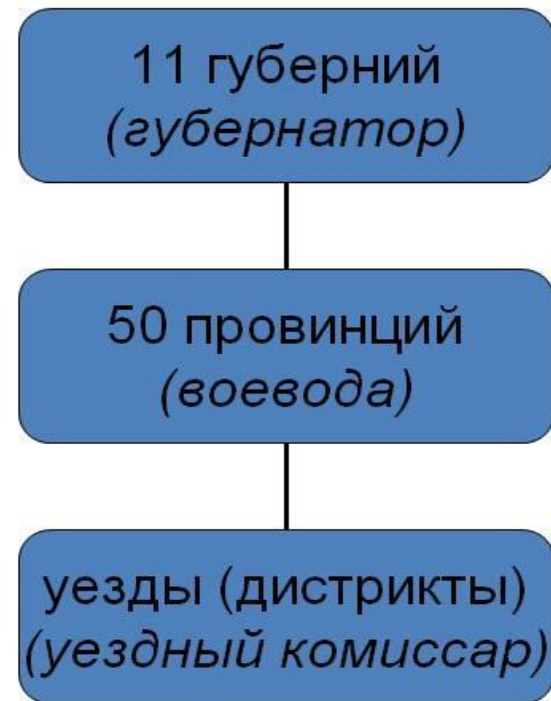 11 губерний
(губернатор)
50 провинций
(воевода)
уезды (дистрикты)
(уездный комиссар)